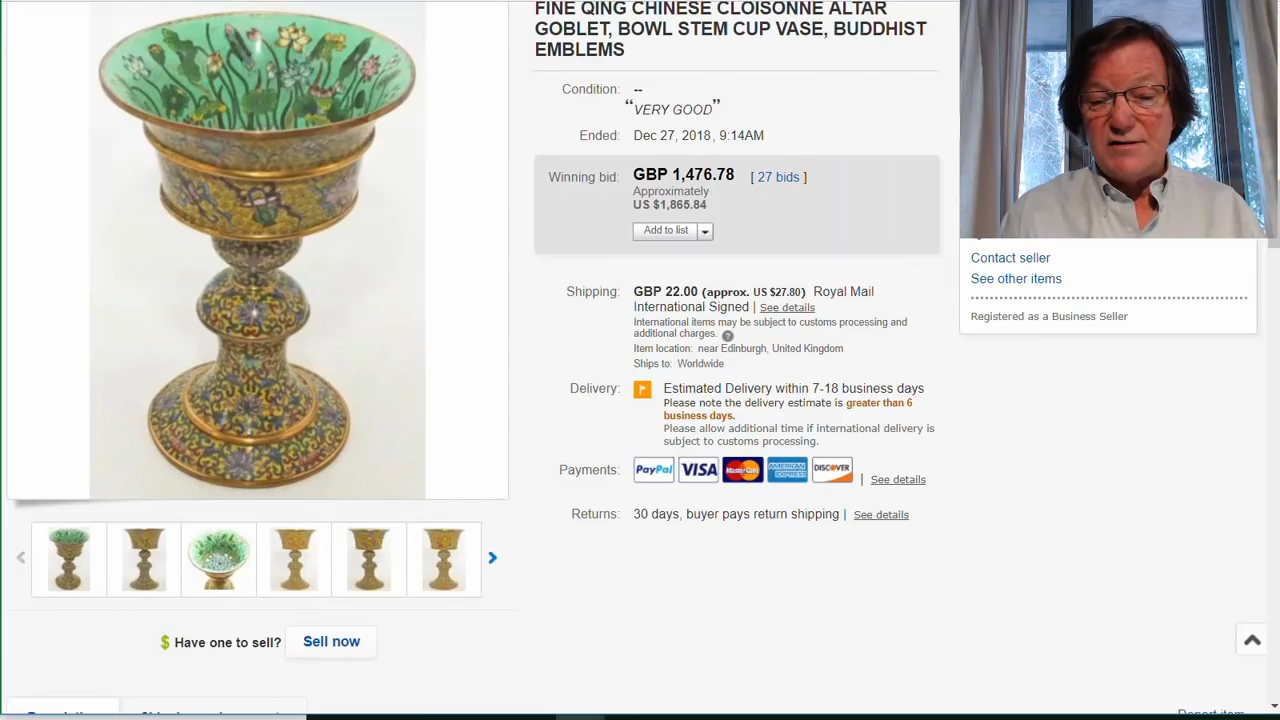 FINE QING CHINESE CLOISONNE ALTAR
GOBLET, BOWL STEM CUP VASE, BUDDHIST
EMBLEMS
Condition: --
“VERY GOOD”
Ended: Dec 27, 2018, 9:14AM
Winning bid: GBP 1,476.78 [ 27 bids ]
Approximately
US $1,865.84
Add to list
Contact seller
See other items
Registered as a Business Seller
Shipping: GBP 22.00 (approx. US $27.80) Royal Mail
International Signed | See details
International items may be subject to customs processing and
additional charges. ?
Item location: near Edinburgh, United Kingdom
Ships to: Worldwide
Delivery: Estimated Delivery within 7-18 business days
Please note the delivery estimate is greater than 6
business days.
Please allow additional time if international delivery is
subject to customs processing.
Payments: PayPal VISA MasterCard AMERICAN EXPRESS DISCOVER | See details
Returns: 30 days, buyer pays return shipping | See details
$ Have one to sell? Sell now
Report item